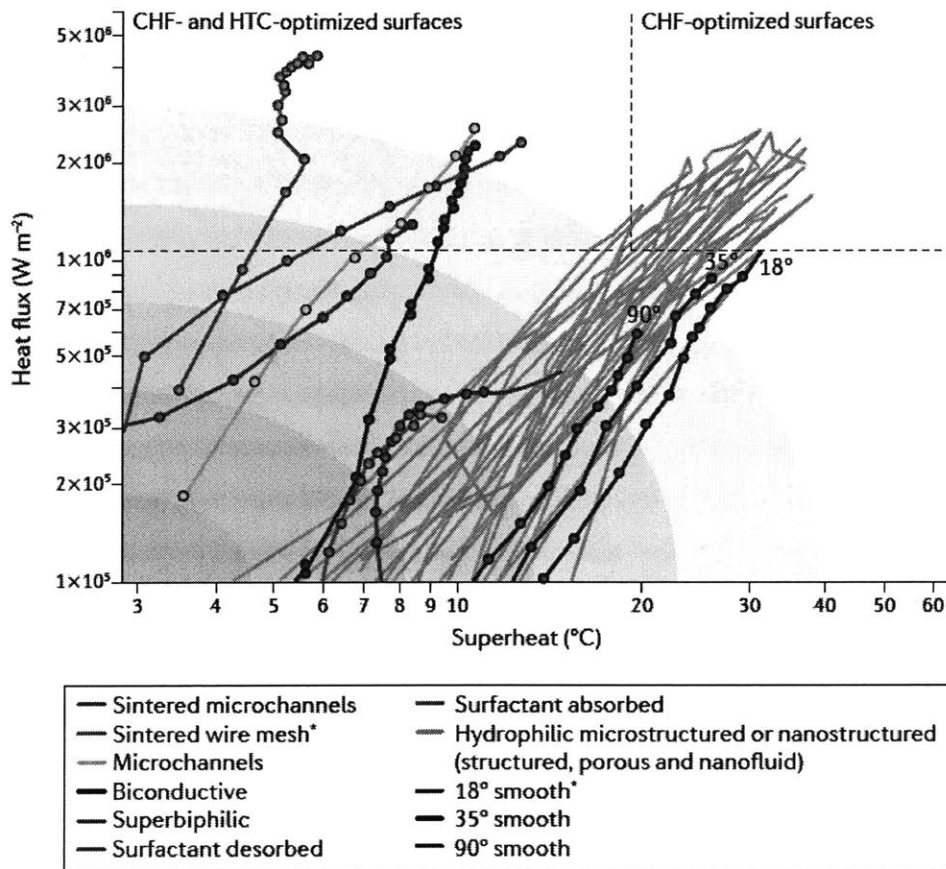 CHF- and HTC-optimized surfaces
CHF-optimized surfaces
5×10⁶
3×10⁶
2×10⁶
1×10⁶
7×10⁵
5×10⁵
3×10⁵
2×10⁵
1×10⁵
Heat flux (W m⁻²)
90°
35°
18°
3 4 5 6 7 8 9 10 20 30 40 50 60
Superheat (°C)
Sintered microchannels
Sintered wire mesh*
Microchannels
Biconductive
Superbiphilic
Surfactant desorbed
Surfactant absorbed
Hydrophilic microstructured or nanostructured
(structured, porous and nanofluid)
18° smooth*
35° smooth
90° smooth